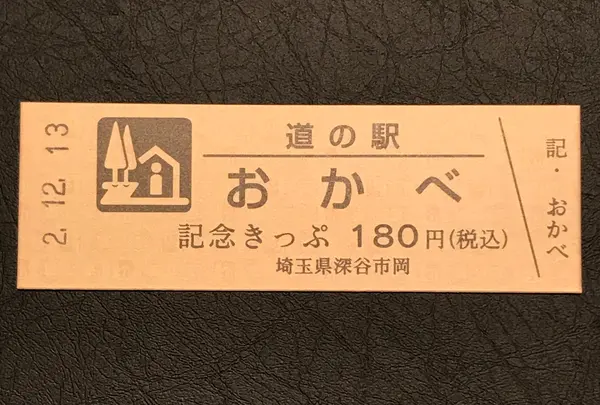 2.12.13
道の駅
おかべ
記念きっぷ 180円(税込)
埼玉県深谷市岡
記・おかべ